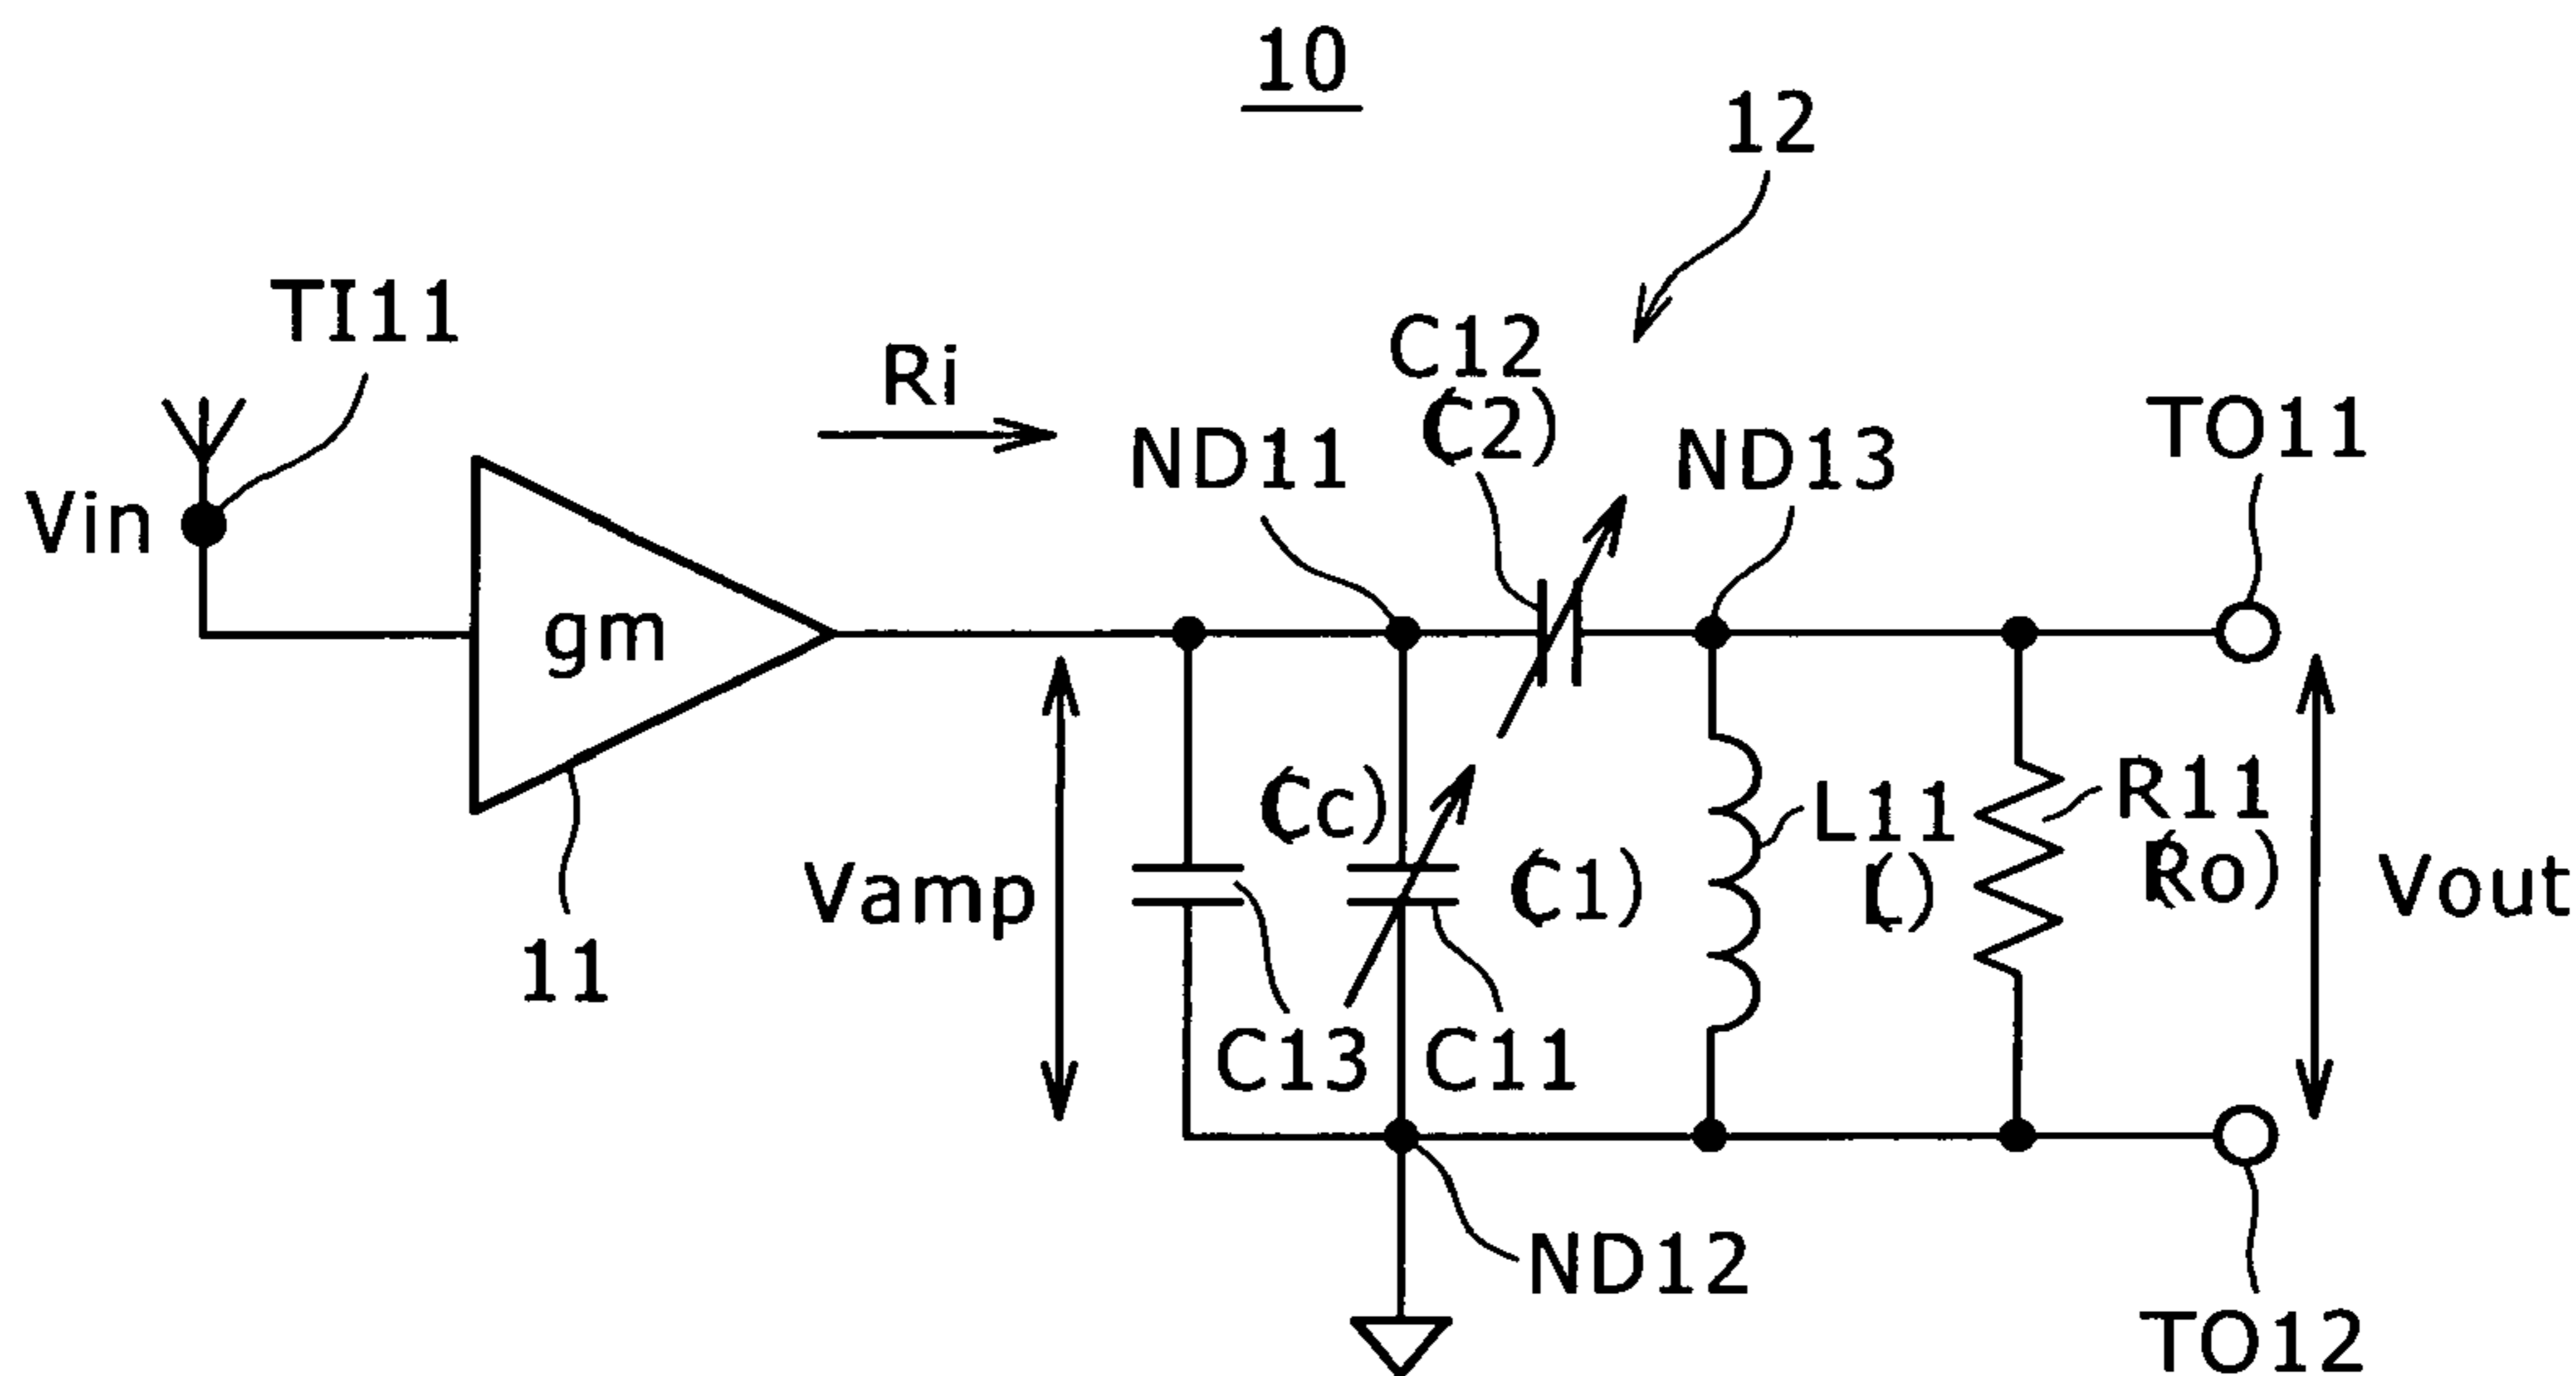 10
12
TI11
Ri
C12
(C2)
ND11
ND13
TO11
Vin
gm
(Cc)
R11
(Ro)
L11
(L)
(C1)
Vamp
Vout
11
C13
C11
ND12
TO12